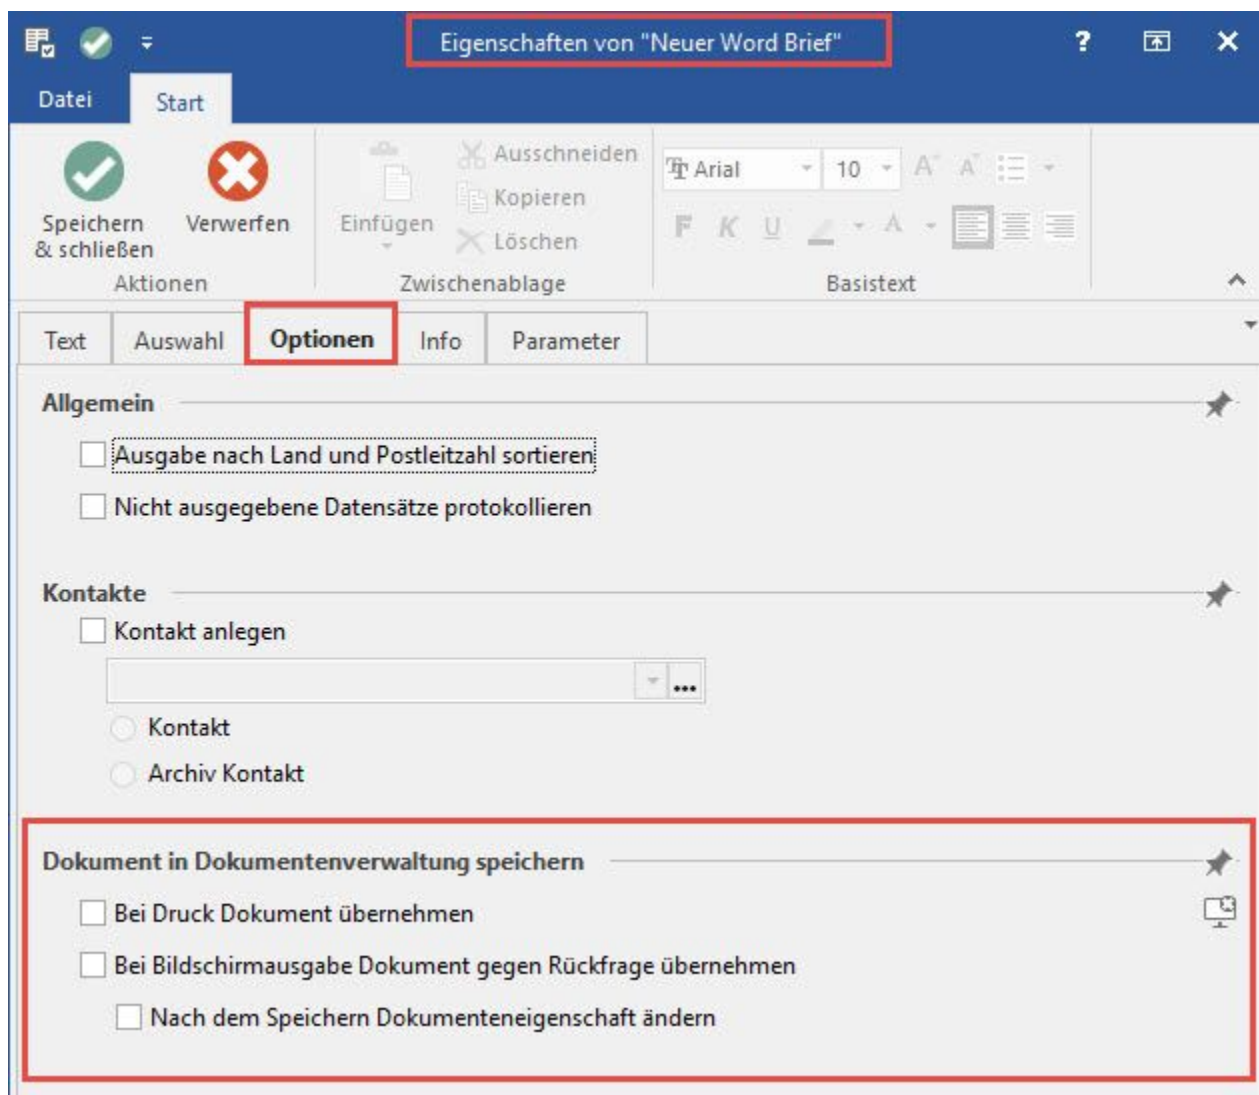 Eigenschaften von "Neuer Word Brief"
?
Datei Start
Speichern & schließen
Verwerfen
Aktionen
Einfügen
Ausschneiden
Kopieren
Löschen
Zwischenablage
Arial 10
F K U A
Basistext
Text Auswahl Optionen Info Parameter
Allgemein
Ausgabe nach Land und Postleitzahl sortieren
Nicht ausgegebene Datensätze protokollieren
Kontakte
Kontakt anlegen
...
Kontakt
Archiv Kontakt
Dokument in Dokumentenverwaltung speichern
Bei Druck Dokument übernehmen
Bei Bildschirmausgabe Dokument gegen Rückfrage übernehmen
Nach dem Speichern Dokumenteneigenschaft ändern